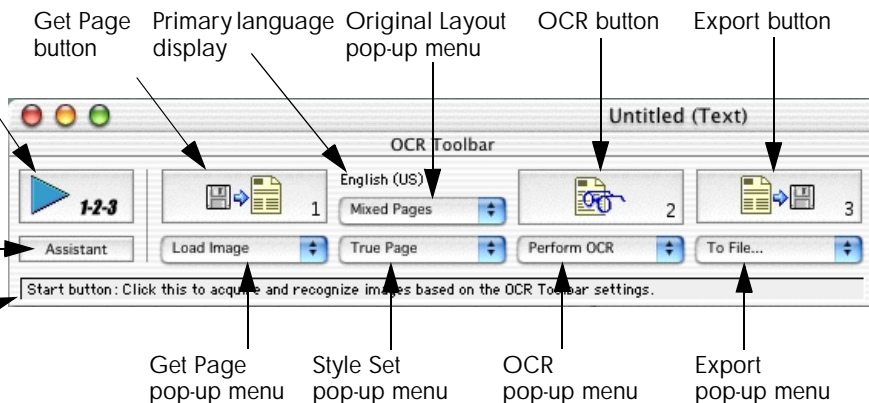 Get Page
button
Primary language
display
Original Layout
pop-up menu
OCR button
Export button
Untitled (Text)
OCR Toolbar
1-2-3
1
English (US)
Mixed Pages
2
3
Assistant
Load Image
True Page
Perform OCR
To File...
Start button: Click this to acquire and recognize images based on the OCR Toolbar settings.
Get Page
pop-up menu
Style Set
pop-up menu
OCR
pop-up menu
Export
pop-up menu